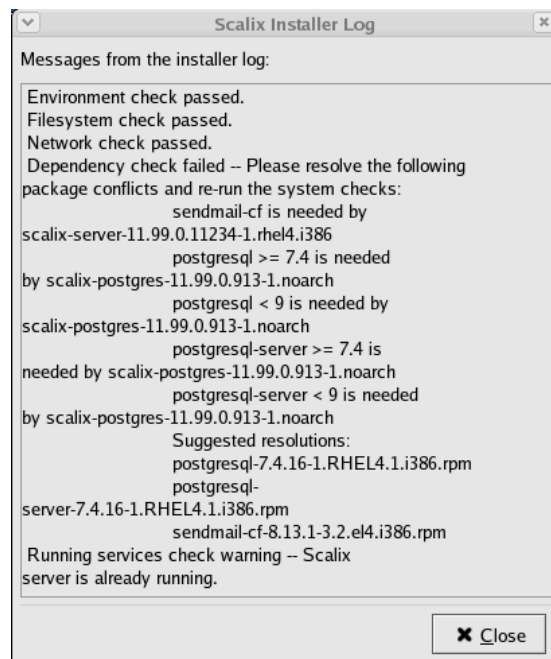 Scalix Installer Log
Messages from the installer log:
Environment check passed.
Filesystem check passed.
Network check passed.
Dependency check failed -- Please resolve the following
package conflicts and re-run the system checks:
sendmail-cf is needed by
scalix-server-11.99.0.11234-1.rhel4.i386
postgresql >= 7.4 is needed
by scalix-postgres-11.99.0.913-1.noarch
postgresql < 9 is needed by
scalix-postgres-11.99.0.913-1.noarch
postgresql-server >= 7.4 is
needed by scalix-postgres-11.99.0.913-1.noarch
postgresql-server < 9 is needed
by scalix-postgres-11.99.0.913-1.noarch
Suggested resolutions:
postgresql-7.4.16-1.RHEL4.1.i386.rpm
postgresql-
server-7.4.16-1.RHEL4.1.i386.rpm
sendmail-cf-8.13.1-3.2.el4.i386.rpm
Running services check warning -- Scalix
server is already running.
Close